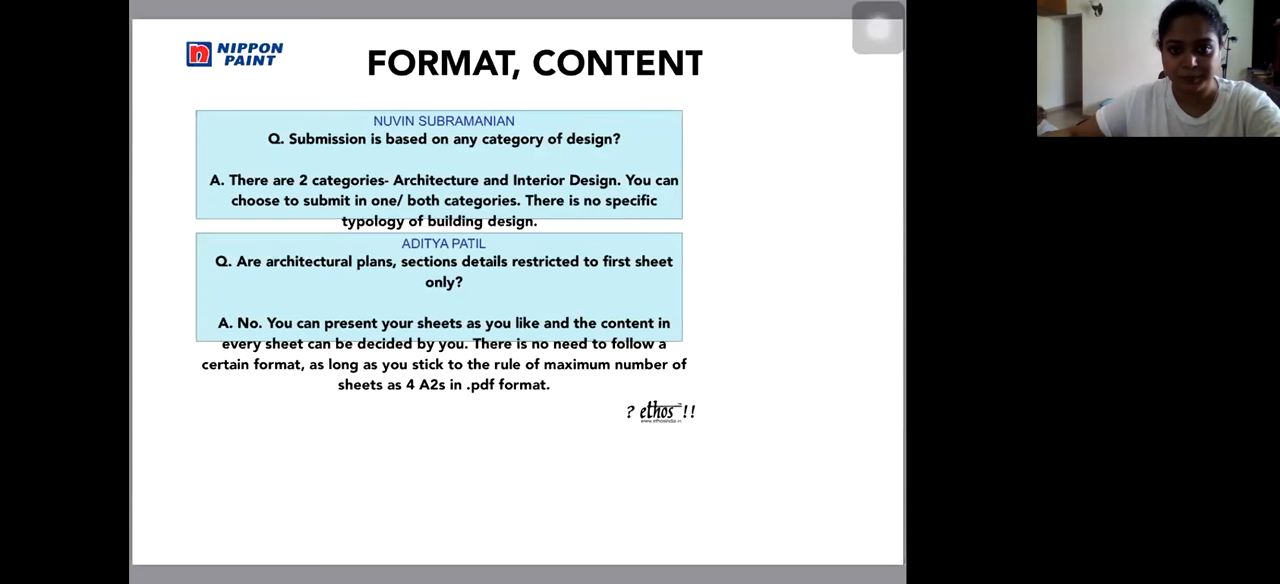 NIPPON
PAINT
FORMAT, CONTENT
NUVIN SUBRAMANIAN
Q. Submission is based on any category of design?
A. There are 2 categories- Architecture and Interior Design. You can
choose to submit in one/ both categories. There is no specific
typology of building design.
ADITYA PATIL
Q. Are architectural plans, sections details restricted to first sheet
only?
A. No. You can present your sheets as you like and the content in
every sheet can be decided by you. There is no need to follow a
certain format, as long as you stick to the rule of maximum number of
sheets as 4 A2s in .pdf format.
? ethos !!
www.ethosindia.in